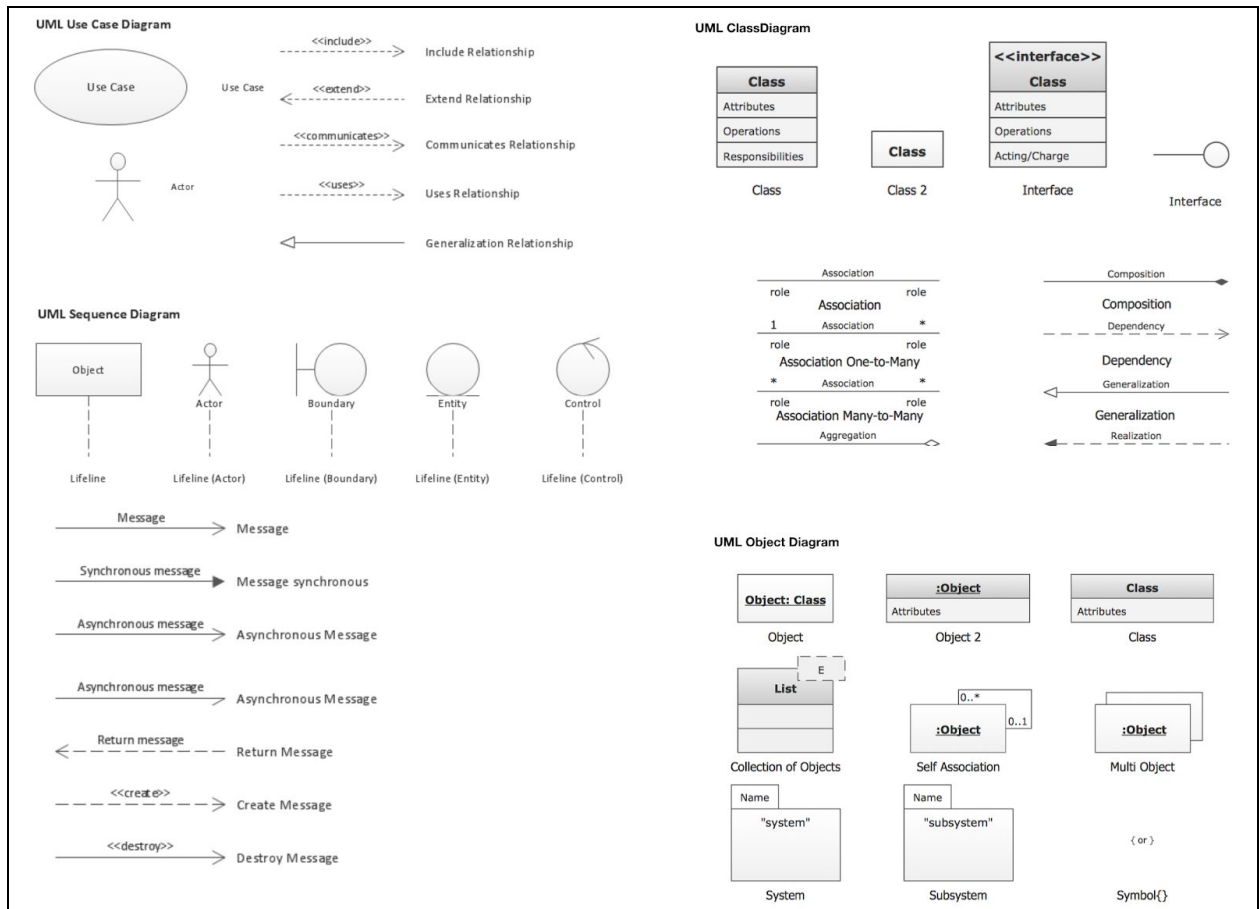 UML Use Case Diagram
Use Case
Use Case
<<include>>
Include Relationship
<<extend>>
Extend Relationship
<<communicates>>
Communicates Relationship
Actor
<<uses>>
Uses Relationship
Generalization Relationship
UML Sequence Diagram
Object
Actor
Boundary
Entity
Control
Lifeline
Lifeline (Actor)
Lifeline (Boundary)
Lifeline (Entity)
Lifeline (Control)
Message
Message
Synchronous message
Message synchronous
Asynchronous message
Asynchronous Message
Asynchronous message
Asynchronous Message
Return message
Return Message
<<create>>
Create Message
<<destroy>>
Destroy Message
UML ClassDiagram
Class
Attributes
Operations
Responsibilities
Class
Class
Class 2
<<interface>>
Class
Attributes
Operations
Acting/Charge
Interface
Interface
Association
role role
Association
1 Association *
role role
Association One-to-Many
* Association *
role role
Association Many-to-Many
Aggregation
Composition
Composition
Dependency
Dependency
Generalization
Generalization
Realization
UML Object Diagram
Object: Class
Object
:Object
Attributes
Object 2
Class
Attributes
Class
E
List
Collection of Objects
0..*
0..1
:Object
Self Association
:Object
Multi Object
Name
"system"
System
Name
"subsystem"
Subsystem
{ or }
Symbol{}